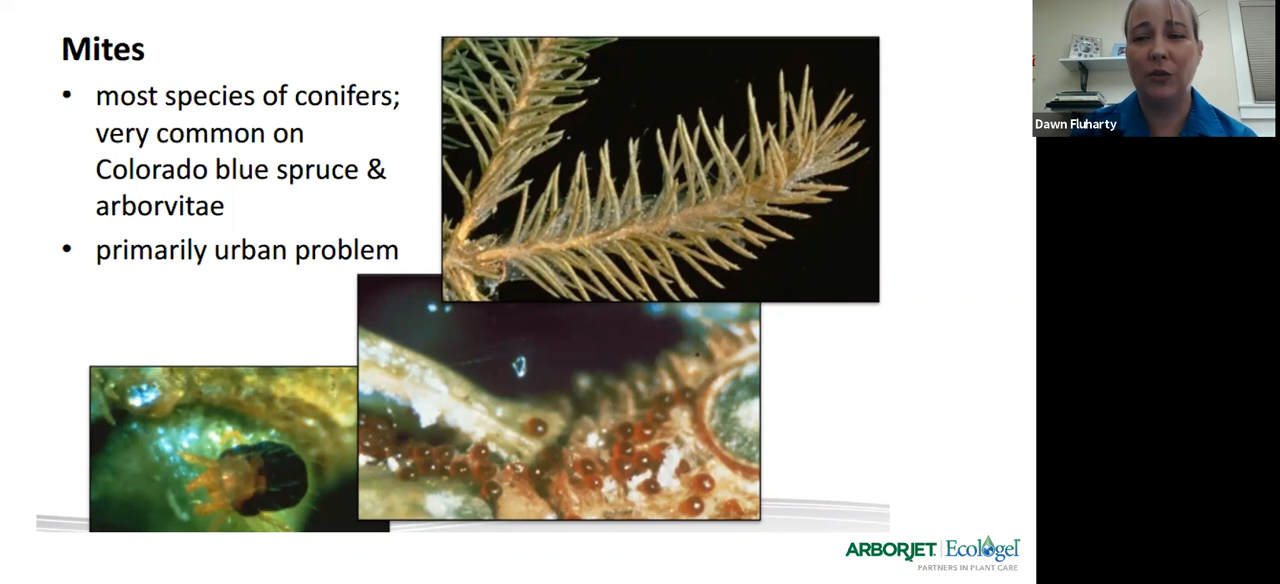 Mites
• most species of conifers;
very common on
Colorado blue spruce &
arborvitae
• primarily urban problem
Dawn Fluharty
ARBORJET | Ecologel
PARTNERS IN PLANT CARE